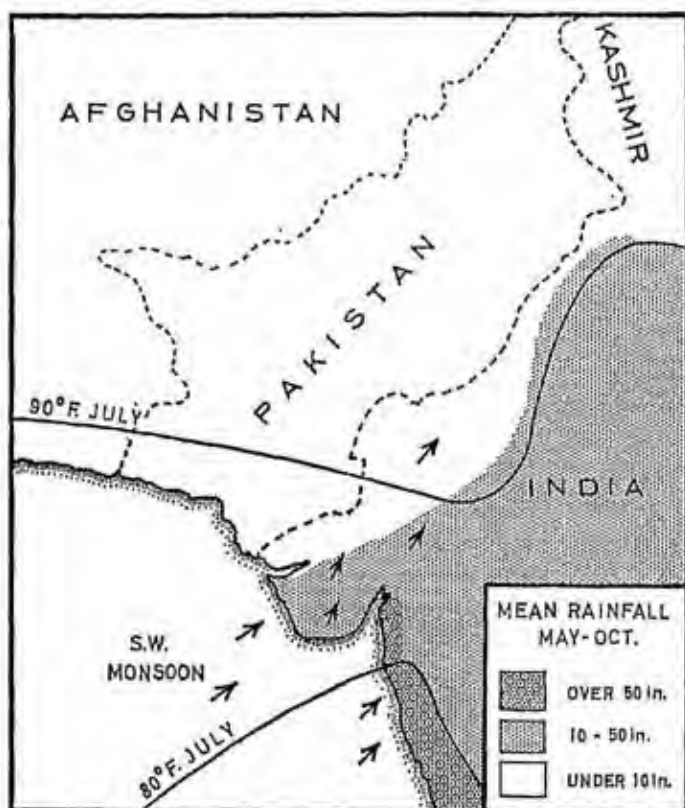 AFGHANISTAN
KASHMIR
PAKISTAN
90°F. JULY
INDIA
S.W.
MONSOON
80°F. JULY
MEAN RAINFALL
MAY-OCT.
OVER 50 in.
10 - 50 in.
UNDER 10 in.